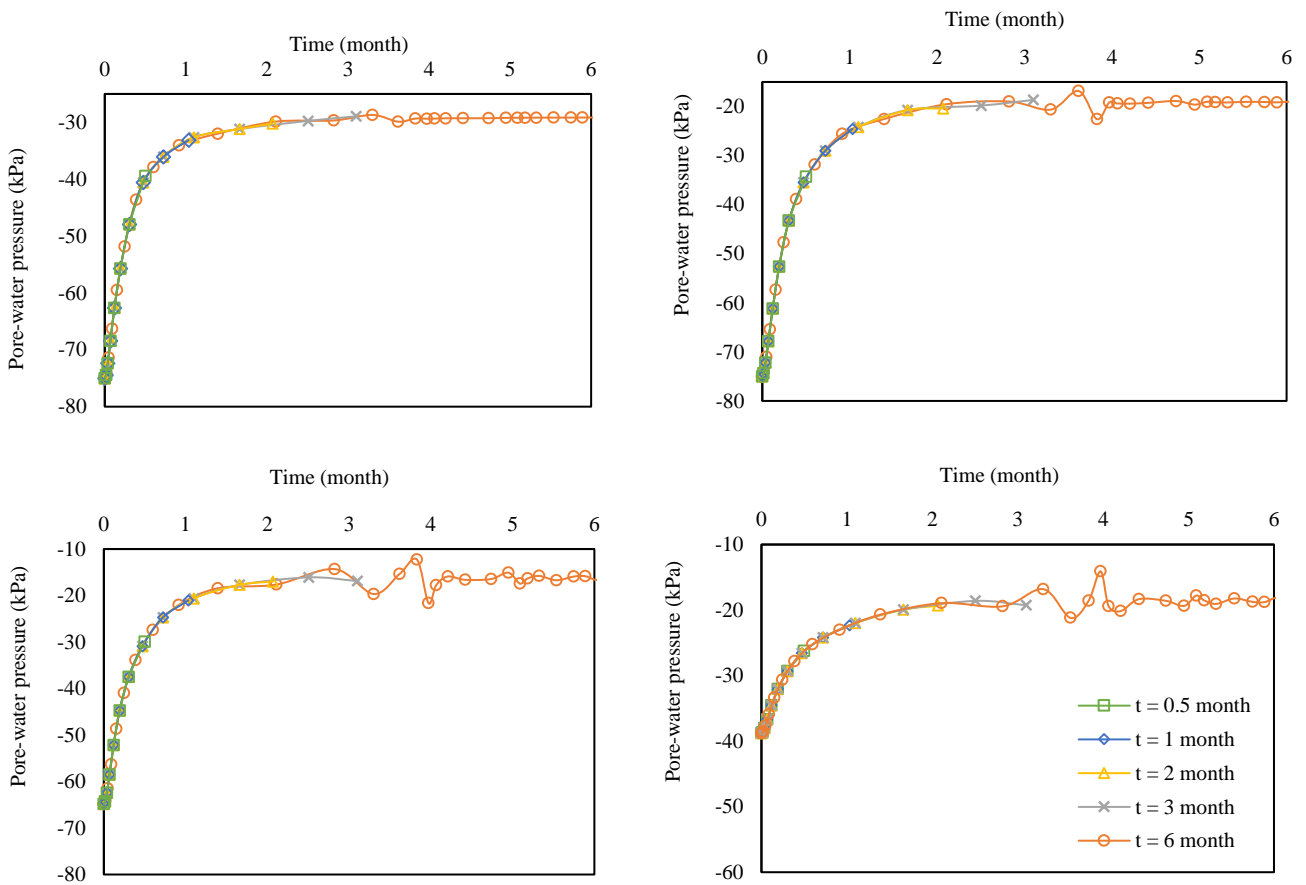 Time (month)
0 1 2 3 4 5 6
-30
-40
-50
-60
-70
-80
Pore-water pressure (kPa)
Time (month)
0 1 2 3 4 5 6
-20
-30
-40
-50
-60
-70
-80
Pore-water pressure (kPa)
Time (month)
0 1 2 3 4 5 6
-10
-20
-30
-40
-50
-60
-70
-80
Pore-water pressure (kPa)
Time (month)
0 1 2 3 4 5 6
-10
-20
-30
-40
-50
-60
Pore-water pressure (kPa)
t = 0.5 month
t = 1 month
t = 2 month
t = 3 month
t = 6 month